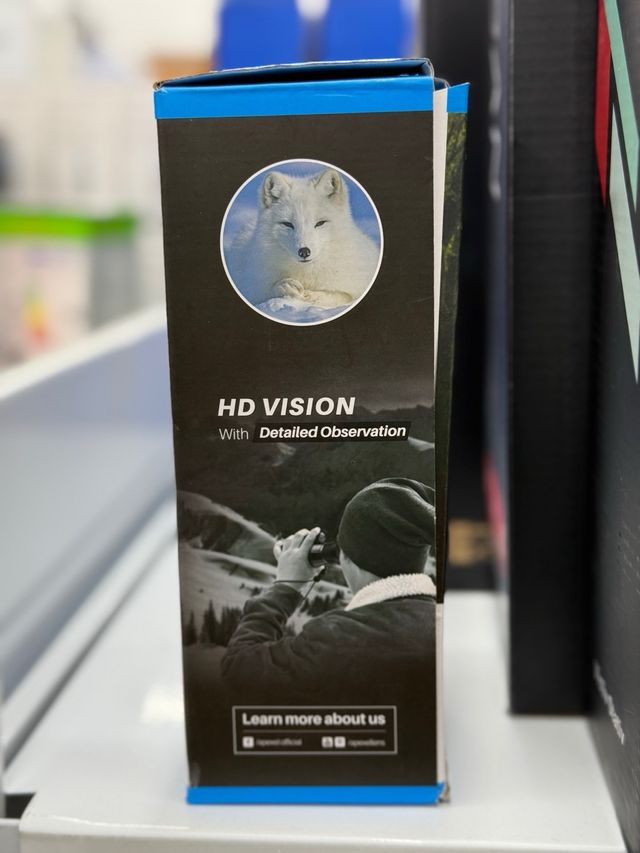 HD VISION
With Detailed Observation
Learn more about us